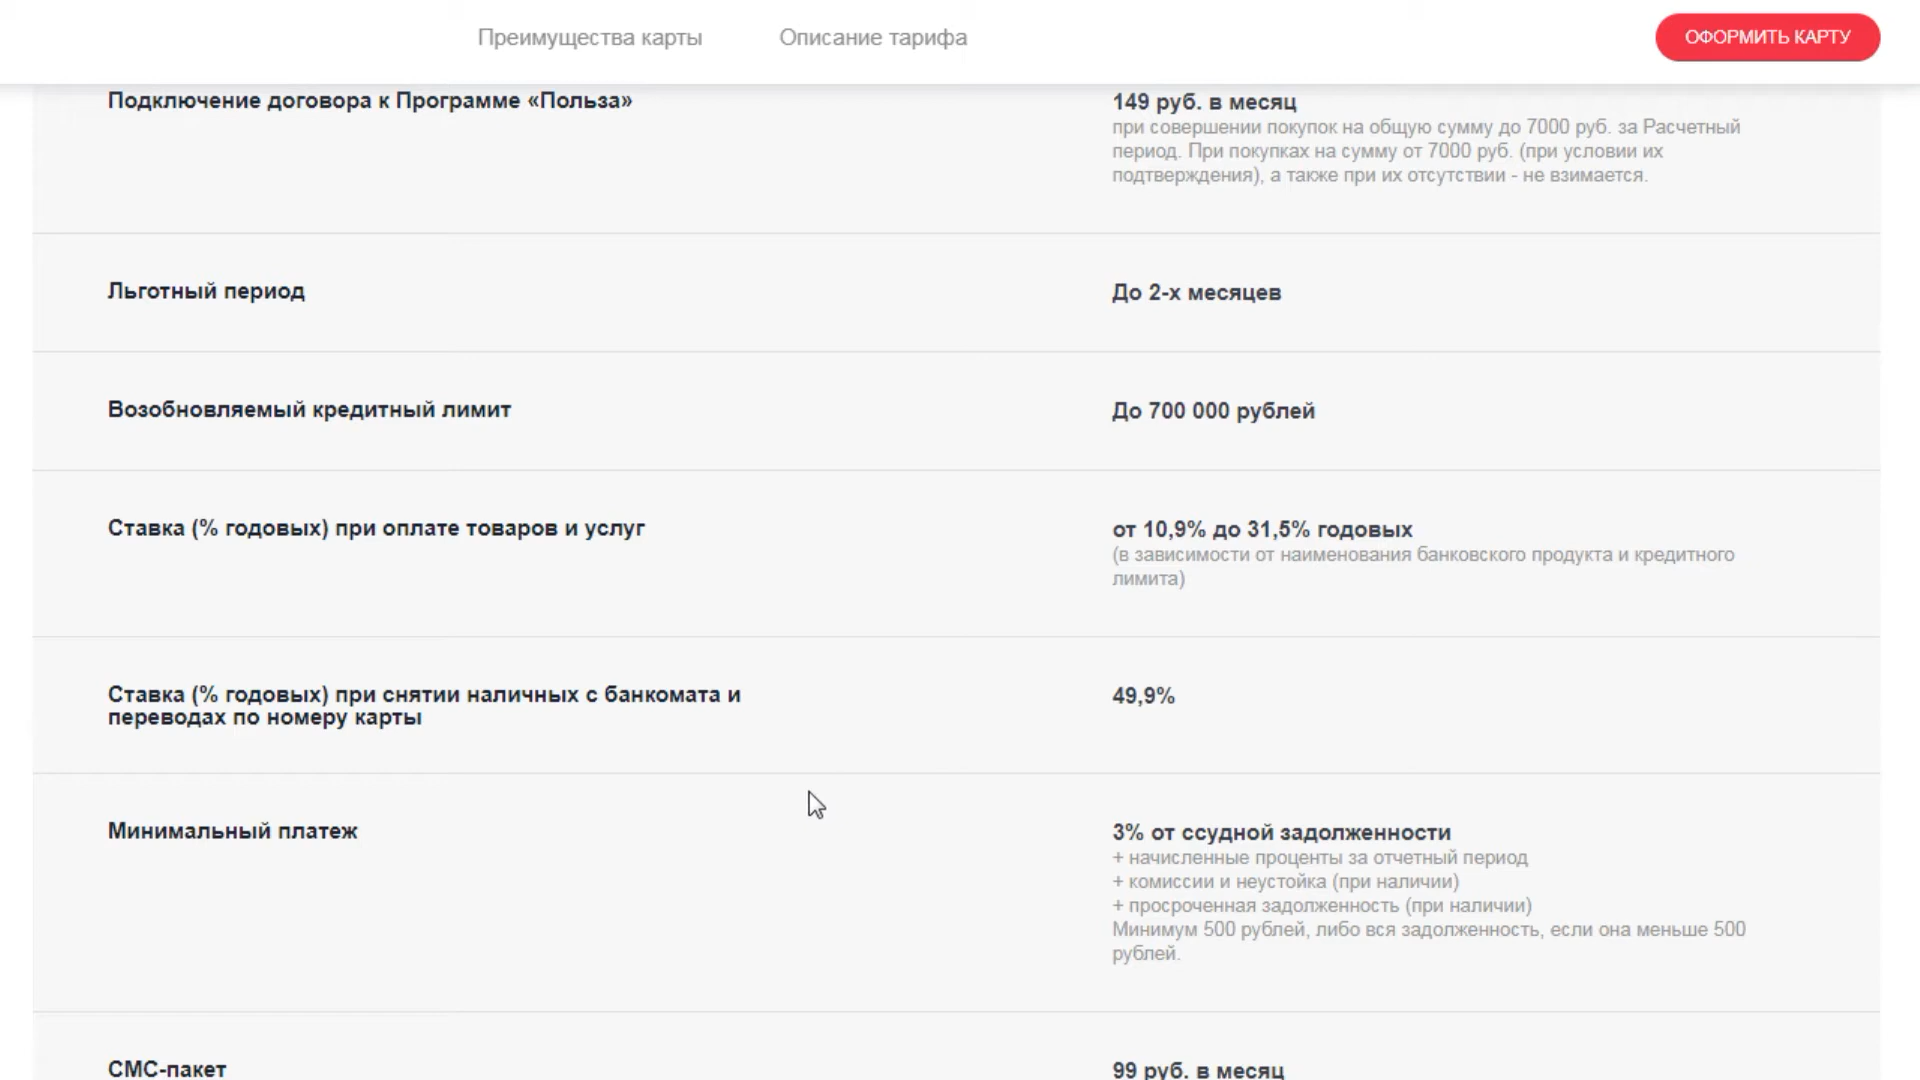 Преимущества карты
Описание тарифа
ОФОРМИТЬ КАРТУ
Подключение договора к Программе «Польза»
149 руб. в месяц
при совершении покупок на общую сумму до 7000 руб. за Расчетный
период. При покупках на сумму от 7000 руб. (при условии их
подтверждения), а также при их отсутствии - не взимается.
Льготный период
До 2-х месяцев
Возобновляемый кредитный лимит
До 700 000 рублей
Ставка (% годовых) при оплате товаров и услуг
от 10,9% до 31,5% годовых
(в зависимости от наименования банковского продукта и кредитного
лимита)
Ставка (% годовых) при снятии наличных с банкомата и
переводах по номеру карты
49,9%
Минимальный платеж
3% от ссудной задолженности
+ начисленные проценты за отчетный период
+ комиссии и неустойка (при наличии)
+ просроченная задолженность (при наличии)
Минимум 500 рублей, либо вся задолженность, если она меньше 500
рублей.
СМС-пакет
99 руб. в месяц